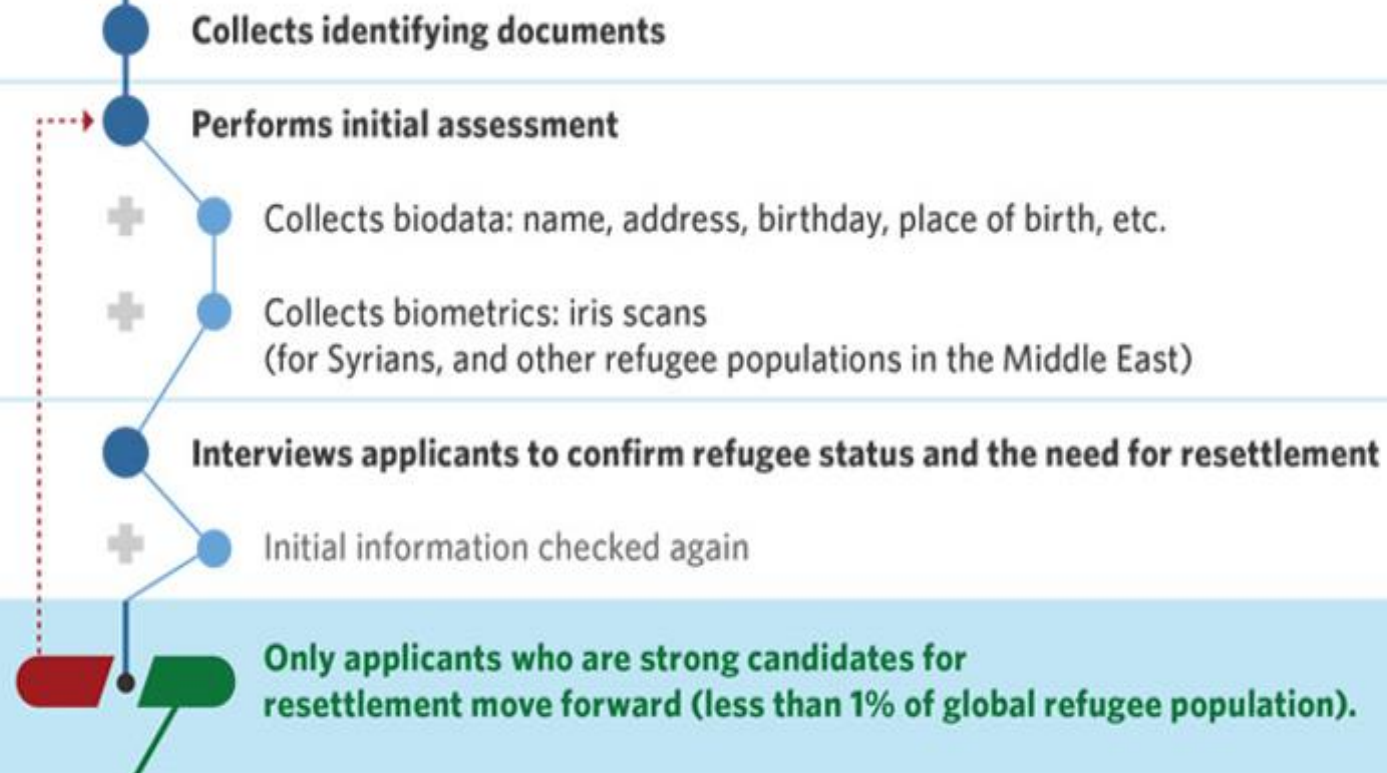 Collects identifying documents
Performs initial assessment
Collects biodata: name, address, birthday, place of birth, etc.
Collects biometrics: iris scans
(for Syrians, and other refugee populations in the Middle East)
Interviews applicants to confirm refugee status and the need for resettlement
Initial information checked again
Only applicants who are strong candidates for
resettlement move forward (less than 1% of global refugee population).